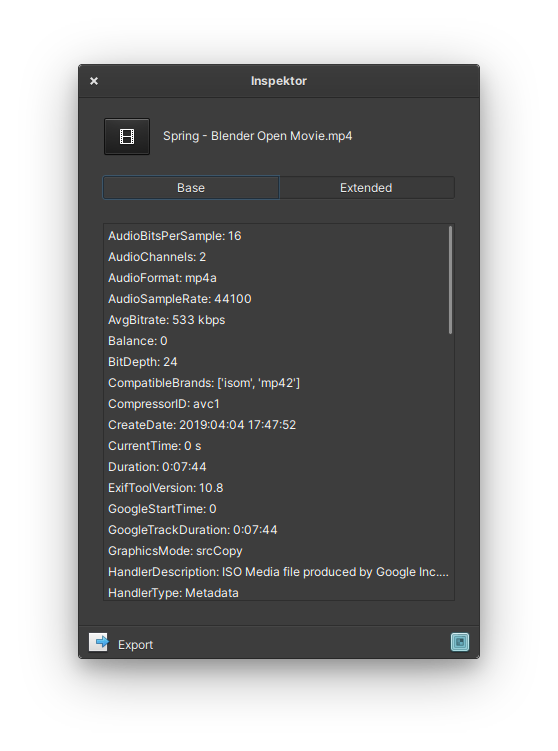 Inspektor
Spring - Blender Open Movie.mp4
Base
Extended
AudioBitsPerSample: 16
AudioChannels: 2
AudioFormat: mp4a
AudioSampleRate: 44100
AvgBitrate: 533 kbps
Balance: 0
BitDepth: 24
CompatibleBrands: ['isom', 'mp42']
CompressorID: avc1
CreateDate: 2019:04:04 17:47:52
CurrentTime: 0 s
Duration: 0:07:44
ExifToolVersion: 10.8
GoogleStartTime: 0
GoogleTrackDuration: 0:07:44
GraphicsMode: srcCopy
HandlerDescription: ISO Media file produced by Google Inc....
HandlerType: Metadata
Export